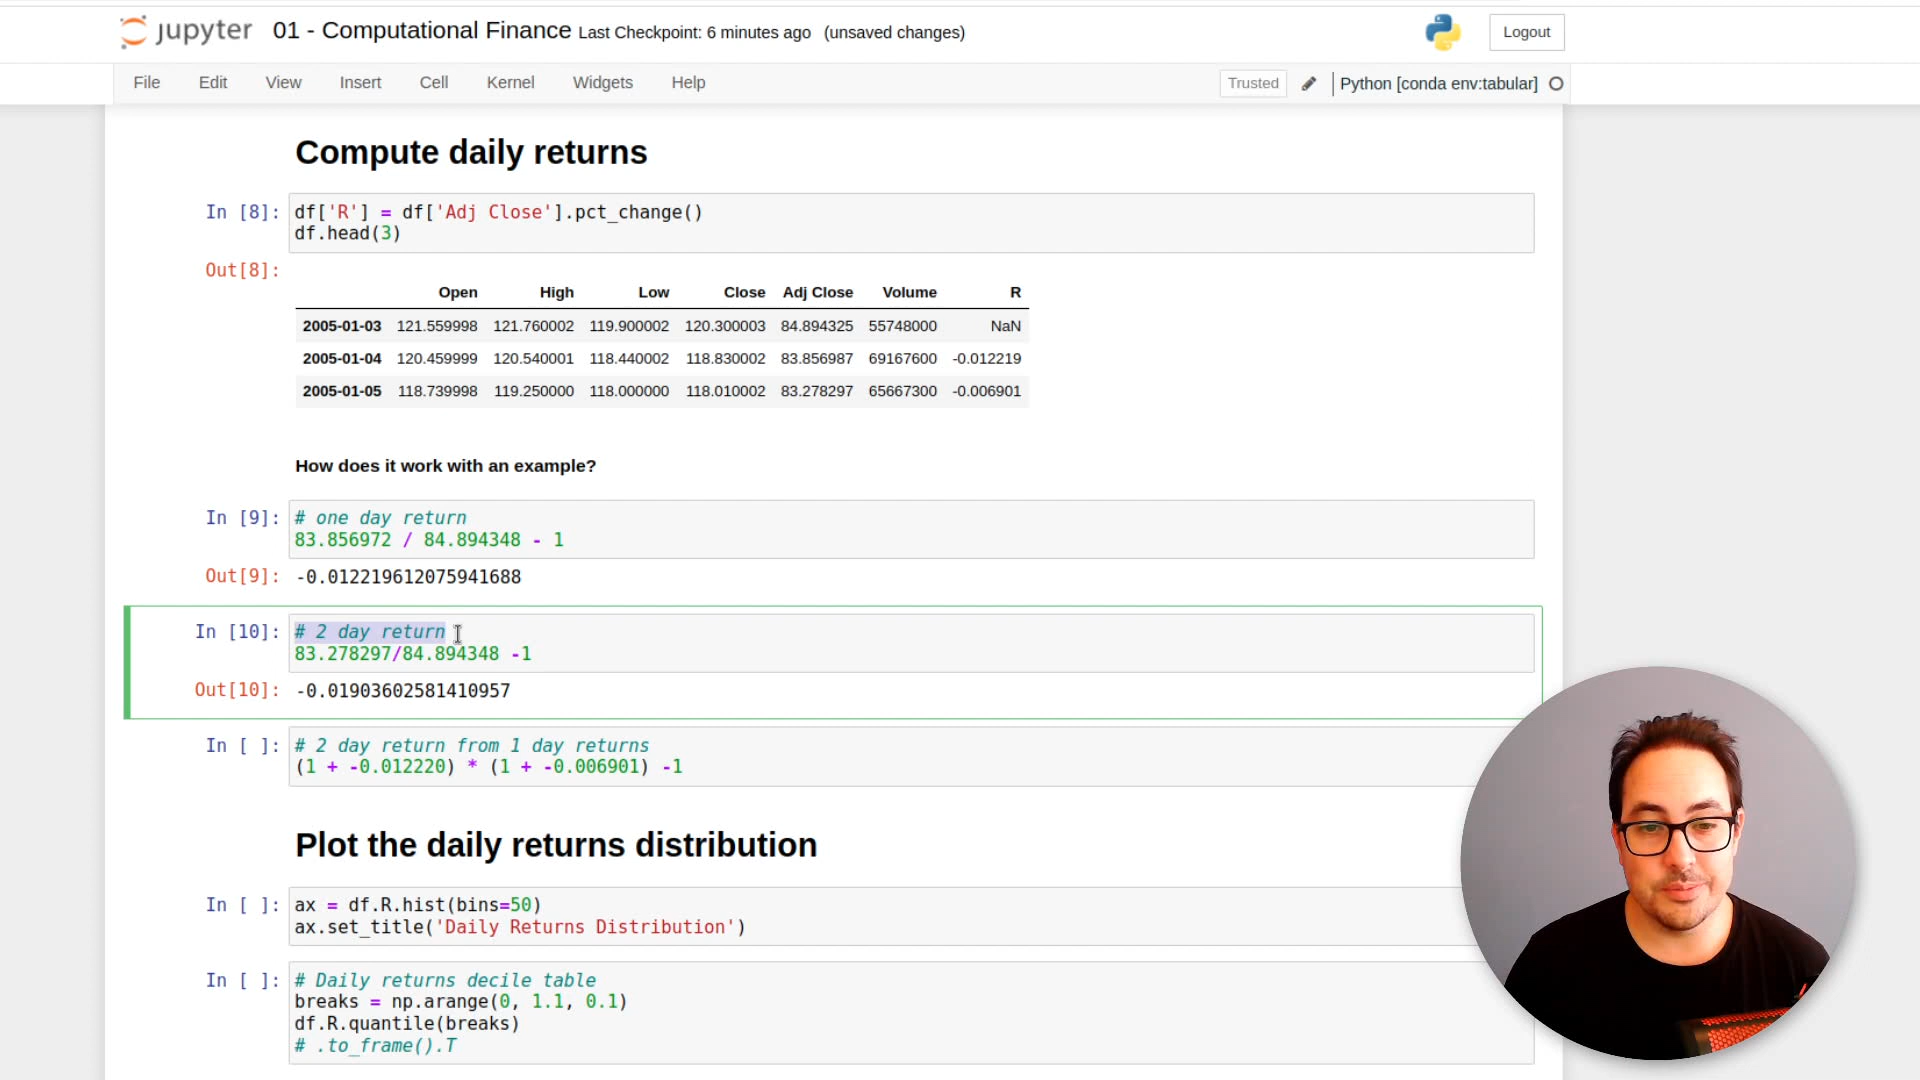 jupyter 01 - Computational Finance Last Checkpoint: 6 minutes ago (unsaved changes) Logout
File Edit View Insert Cell Kernel Widgets Help Trusted Python [conda env:tabular]
Compute daily returns
In [8]: df['R'] = df['Adj Close'].pct_change()
df.head(3)
Out[8]:
Open High Low Close Adj Close Volume R
2005-01-03 121.559998 121.760002 119.900002 120.300003 84.894325 55748000 NaN
2005-01-04 120.459999 120.540001 118.440002 118.830002 83.856987 69167600 -0.012219
2005-01-05 118.739998 119.250000 118.000000 118.010002 83.278297 65667300 -0.006901
How does it work with an example?
In [9]: # one day return
83.856972 / 84.894348 - 1
Out[9]: -0.012219612075941688
In [10]: # 2 day return
83.278297/84.894348 -1
Out[10]: -0.01903602581410957
In [ ]: # 2 day return from 1 day returns
(1 + -0.012220) * (1 + -0.006901) -1
Plot the daily returns distribution
In [ ]: ax = df.R.hist(bins=50)
ax.set_title('Daily Returns Distribution')
In [ ]: # Daily returns decile table
breaks = np.arange(0, 1.1, 0.1)
df.R.quantile(breaks)
# .to_frame().T